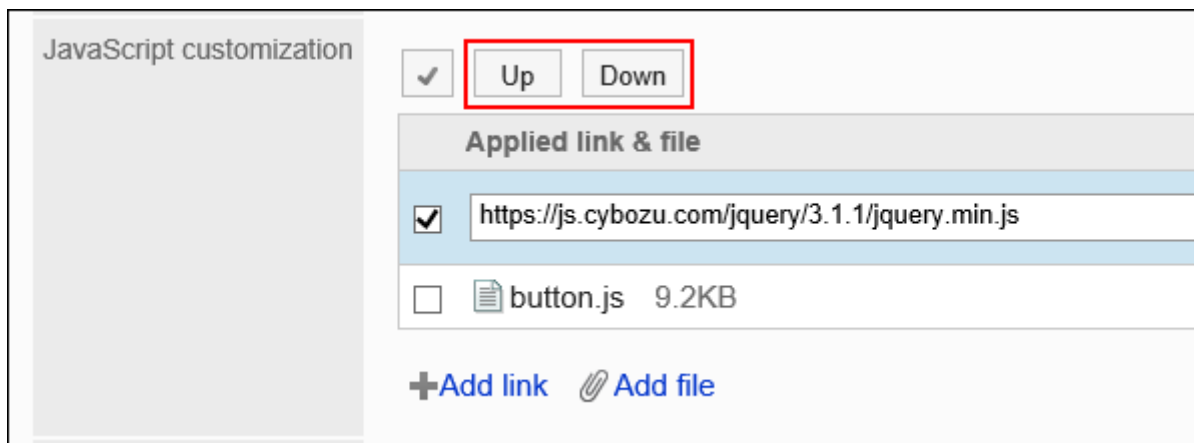 JavaScript customization
Up Down
Applied link & file
https://js.cybozu.com/jquery/3.1.1/jquery.min.js
button.js 9.2KB
Add link Add file